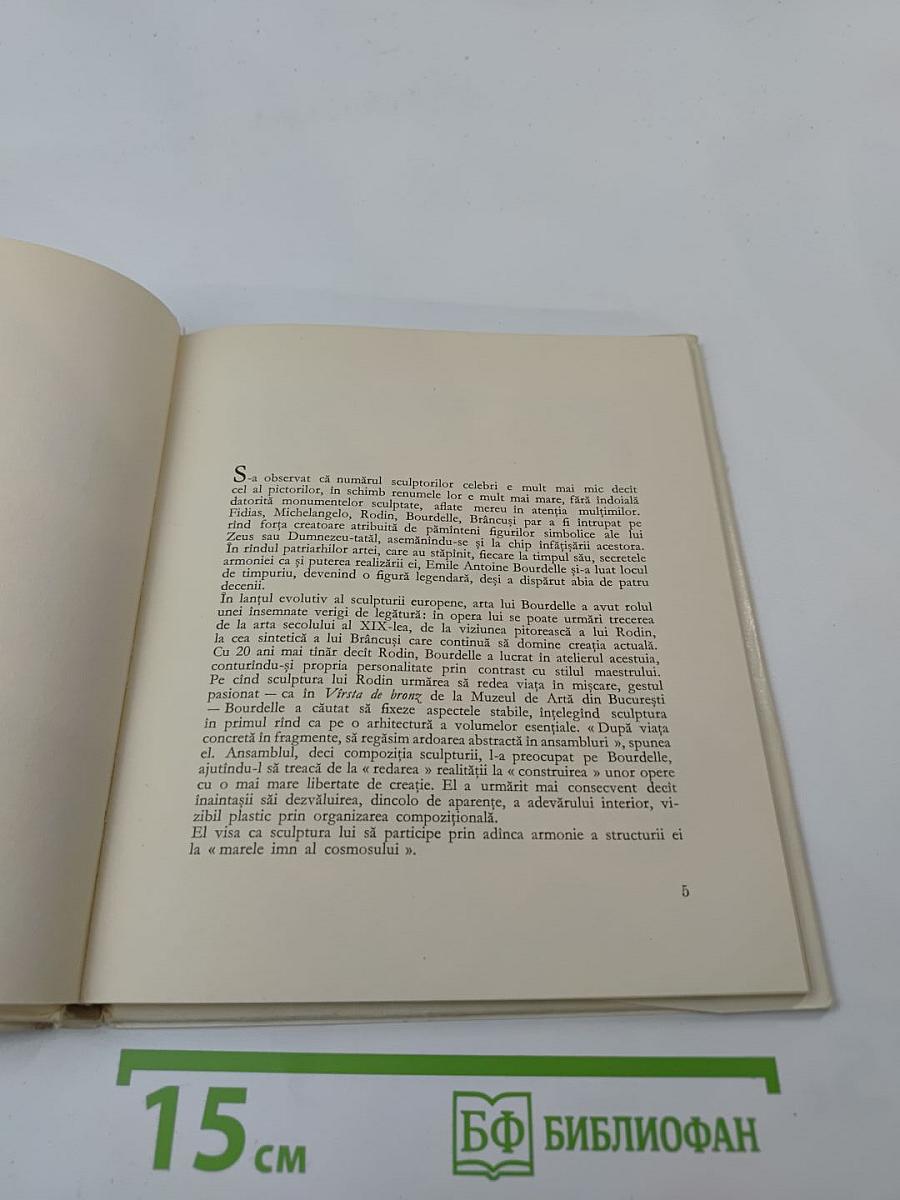 S-a observat că numărul sculptorilor celebri e mult mai mic decît
cel al pictorilor, în schimb renumele lor e mult mai mare, fără îndoială
datorită monumentelor sculptate, aflate mereu în atenția mulțimilor.
Fidias, Michelangelo, Rodin, Bourdelle, Brâncuși par a fi întrupat pe
rînd forța creatoare atribuită de pămînteni figurilor simbolice ale lui
Zeus sau Dumnezeu-tatăl, asemănîndu-se și la chip înfățișării acestora.
În rîndul patriarhilor artei, care au stăpînit, fiecare la timpul său, secretele
armoniei ca și puterea realizării ei, Emile Antoine Bourdelle și-a luat locul
de timpuriu, devenind o figură legendară, deși a dispărut abia de patru
decenii.
În lanțul evolutiv al sculpturii europene, arta lui Bourdelle a avut rolul
unei însemnate verigi de legătură: în opera lui se poate urmări trecerea
de la arta secolului al XIX-lea, de la viziunea pitorească a lui Rodin,
la cea sintetică a lui Brâncuși care continuă să domine creația actuală.
Cu 20 ani mai tînăr decît Rodin, Bourdelle a lucrat în atelierul acestuia,
conturîndu-și propria personalitate prin contrast cu stilul maestrului.
Pe cînd sculptura lui Rodin urmărea să redea viața în mișcare, gestul
pasionat — ca în Vîrsta de bronz de la Muzeul de Artă din București
— Bourdelle a căutat să fixeze aspectele stabile, înțelegînd sculptura
în primul rînd ca pe o arhitectură a volumelor esențiale. « După viața
concretă în fragmente, să regăsim ardoarea abstractă în ansambluri », spunea
el. Ansamblul, deci compoziția sculpturii, l-a preocupat pe Bourdelle,
ajutîndu-l să treacă de la « redarea » realității la « construirea » unor opere
cu o mai mare libertate de creație. El a urmărit mai consecvent decît
înaintașii săi dezvăluirea, dincolo de aparențe, a adevărului interior, vi-
zibil plastic prin organizarea compozițională.
El visa ca sculptura lui să participe prin adînca armonie a structurii ei
la « marele imn al cosmosului ».
5
15 см
БФ БИБЛИОФАН